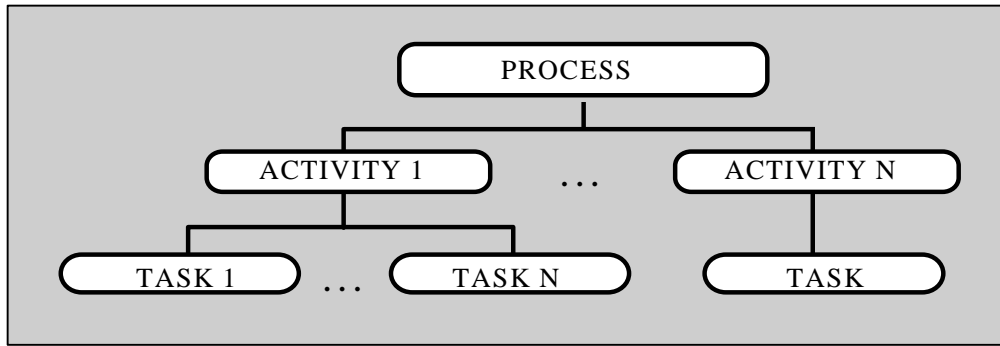 PROCESS
ACTIVITY 1 ... ACTIVITY N
TASK 1 ... TASK N TASK